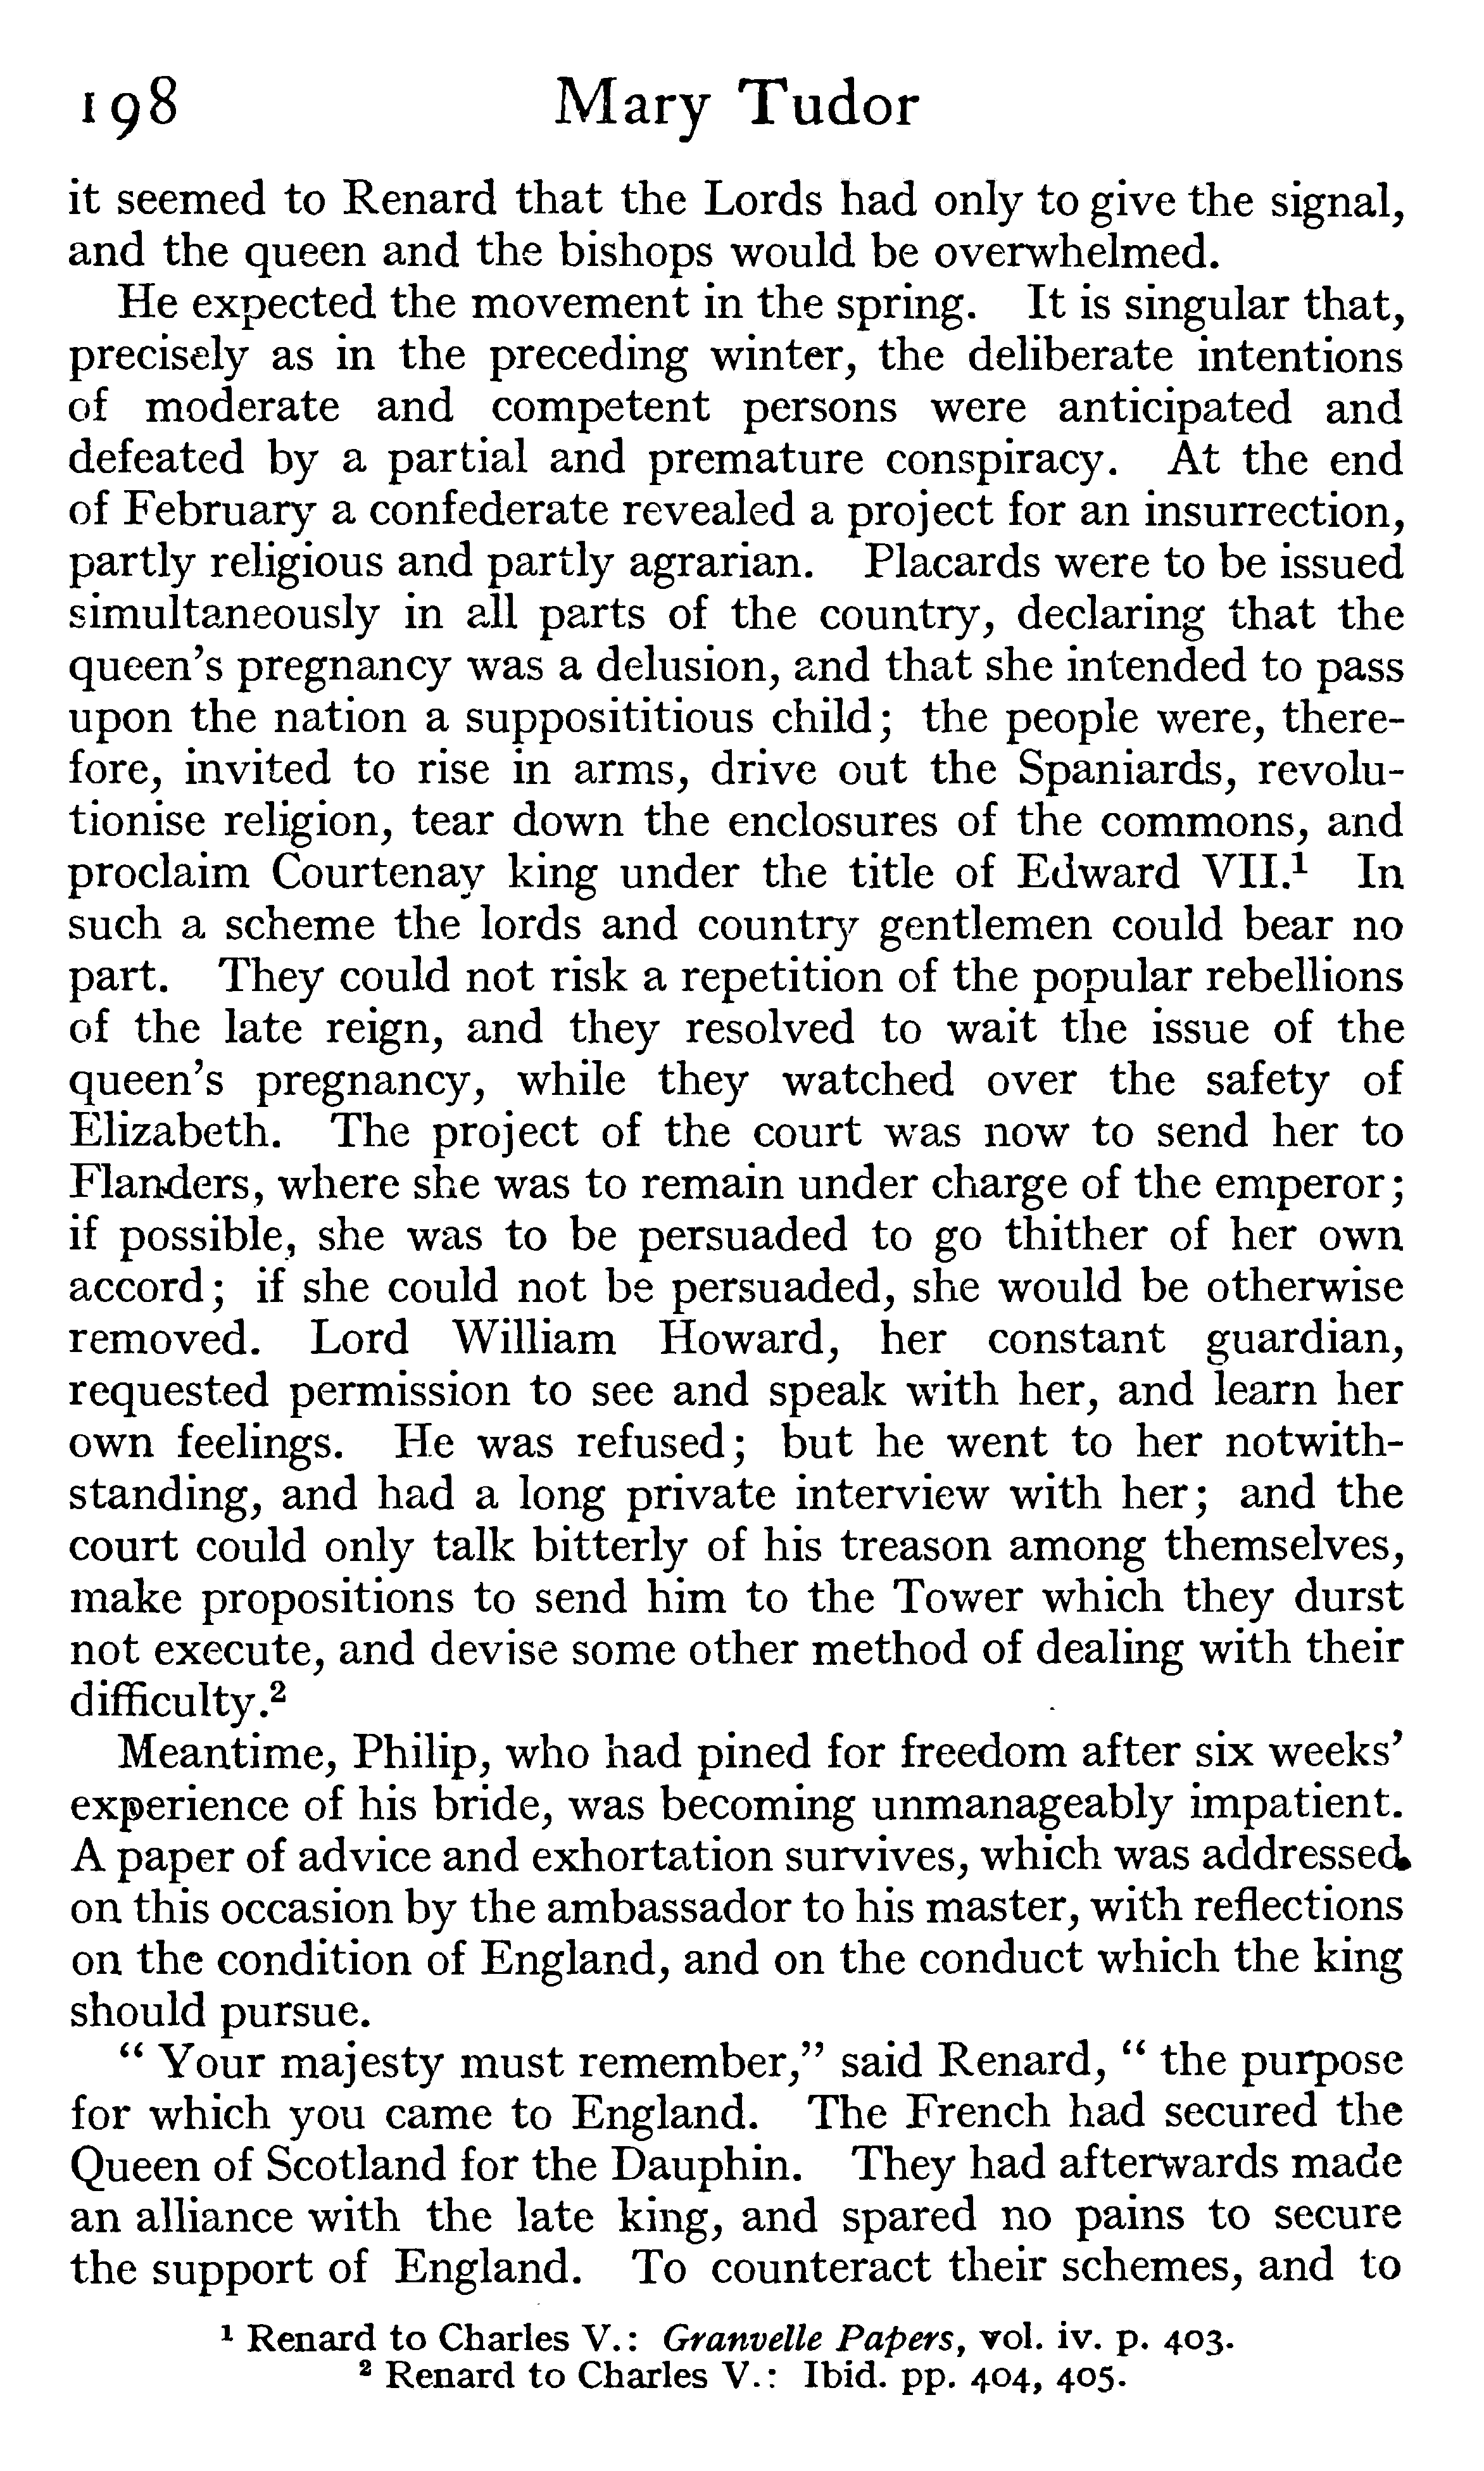 198 Mary Tudor
it seemed to Renard that the Lords had only to give the signal,
and the queen and the bishops would be overwhelmed.
He expected the movement in the spring. It is singular that,
precisely as in the preceding winter, the deliberate intentions
of moderate and competent persons were anticipated and
defeated by a partial and premature conspiracy. At the end
of February a confederate revealed a project for an insurrection,
partly religious and partly agrarian. Placards were to be issued
simultaneously in all parts of the country, declaring that the
queen's pregnancy was a delusion, and that she intended to pass
upon the nation a supposititious child; the people were, there-
fore, invited to rise in arms, drive out the Spaniards, revolu-
tionise religion, tear down the enclosures of the commons, and
proclaim Courtenay king under the title of Edward VII.¹ In
such a scheme the lords and country gentlemen could bear no
part. They could not risk a repetition of the popular rebellions
of the late reign, and they resolved to wait the issue of the
queen's pregnancy, while they watched over the safety of
Elizabeth. The project of the court was now to send her to
Flanders, where she was to remain under charge of the emperor;
if possible, she was to be persuaded to go thither of her own
accord; if she could not be persuaded, she would be otherwise
removed. Lord William Howard, her constant guardian,
requested permission to see and speak with her, and learn her
own feelings. He was refused; but he went to her notwith-
standing, and had a long private interview with her; and the
court could only talk bitterly of his treason among themselves,
make propositions to send him to the Tower which they durst
not execute, and devise some other method of dealing with their
difficulty.²
Meantime, Philip, who had pined for freedom after six weeks'
experience of his bride, was becoming unmanageably impatient.
A paper of advice and exhortation survives, which was addressed
on this occasion by the ambassador to his master, with reflections
on the condition of England, and on the conduct which the king
should pursue.
" Your majesty must remember," said Renard, " the purpose
for which you came to England. The French had secured the
Queen of Scotland for the Dauphin. They had afterwards made
an alliance with the late king, and spared no pains to secure
the support of England. To counteract their schemes, and to
¹ Renard to Charles V.: Granvelle Papers, vol. iv. p. 403.
² Renard to Charles V.: Ibid. pp. 404, 405.